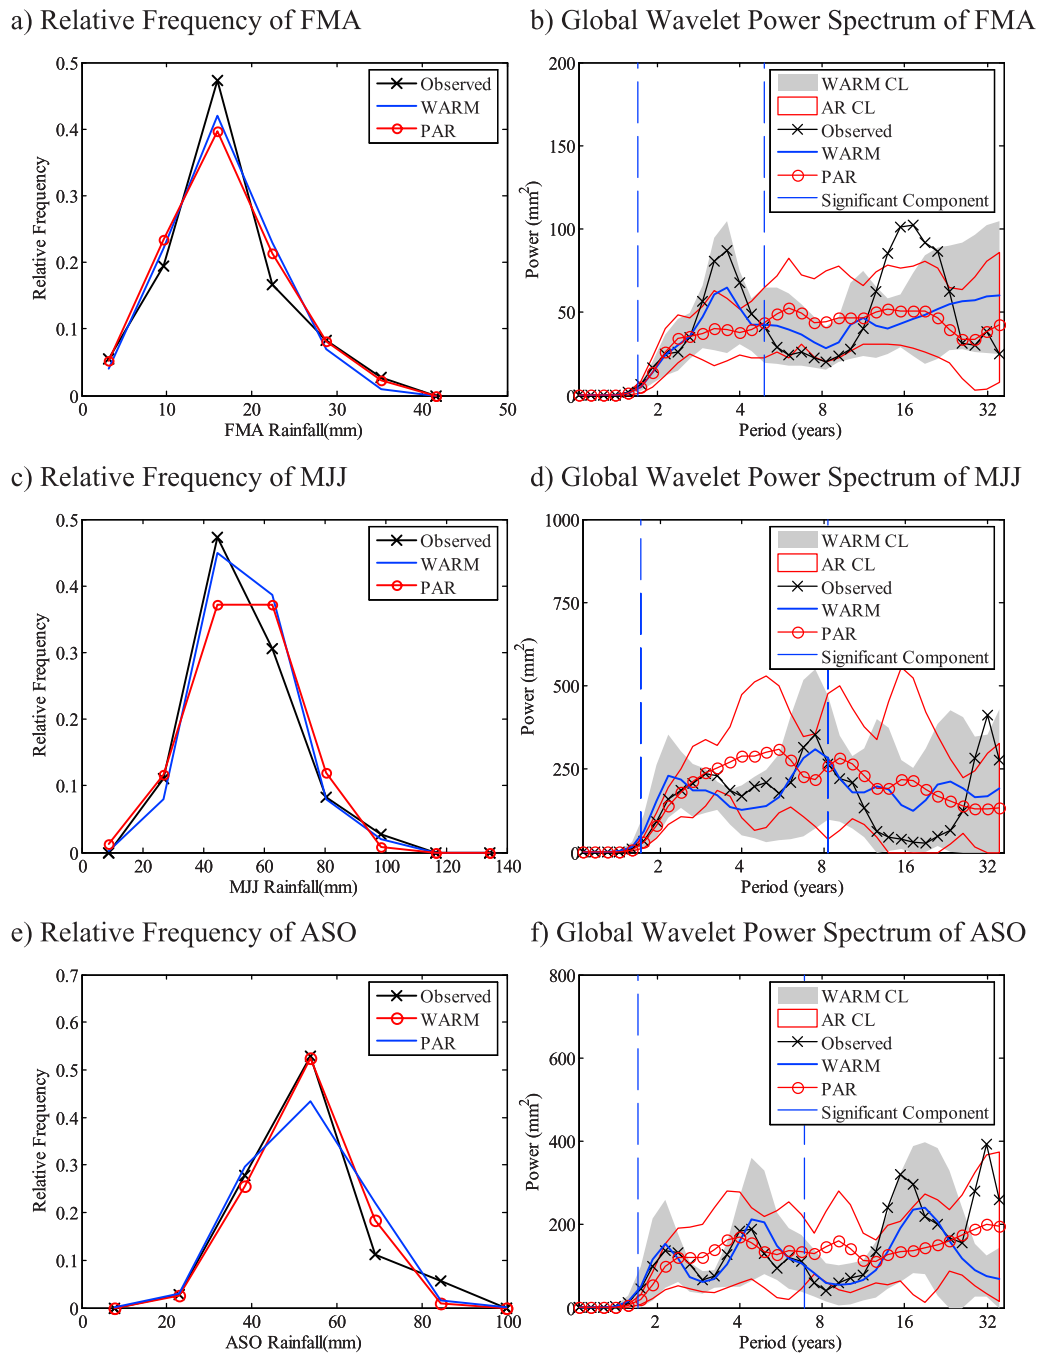 a) Relative Frequency of FMA
b) Global Wavelet Power Spectrum of FMA
0.5
0.4
0.3
0.2
0.1
0
Relative Frequency
Observed
WARM
PAR
0 10 20 30 40 50
FMA Rainfall(mm)
200
150
100
50
0
Power (mm²)
WARM CL
AR CL
Observed
WARM
PAR
Significant Component
2 4 8 16 32
Period (years)
c) Relative Frequency of MJJ
d) Global Wavelet Power Spectrum of MJJ
0.5
0.4
0.3
0.2
0.1
0
Relative Frequency
Observed
WARM
PAR
0 20 40 60 80 100 120 140
MJJ Rainfall(mm)
1000
750
500
250
0
Power (mm²)
WARM CL
AR CL
Observed
WARM
PAR
Significant Component
2 4 8 16 32
Period (years)
e) Relative Frequency of ASO
f) Global Wavelet Power Spectrum of ASO
0.7
0.6
0.5
0.4
0.3
0.2
0.1
0
Relative Frequency
Observed
WARM
PAR
0 20 40 60 80 100
ASO Rainfall(mm)
800
600
400
200
0
Power (mm²)
WARM CL
AR CL
Observed
WARM
PAR
Significant Component
2 4 8 16 32
Period (years)